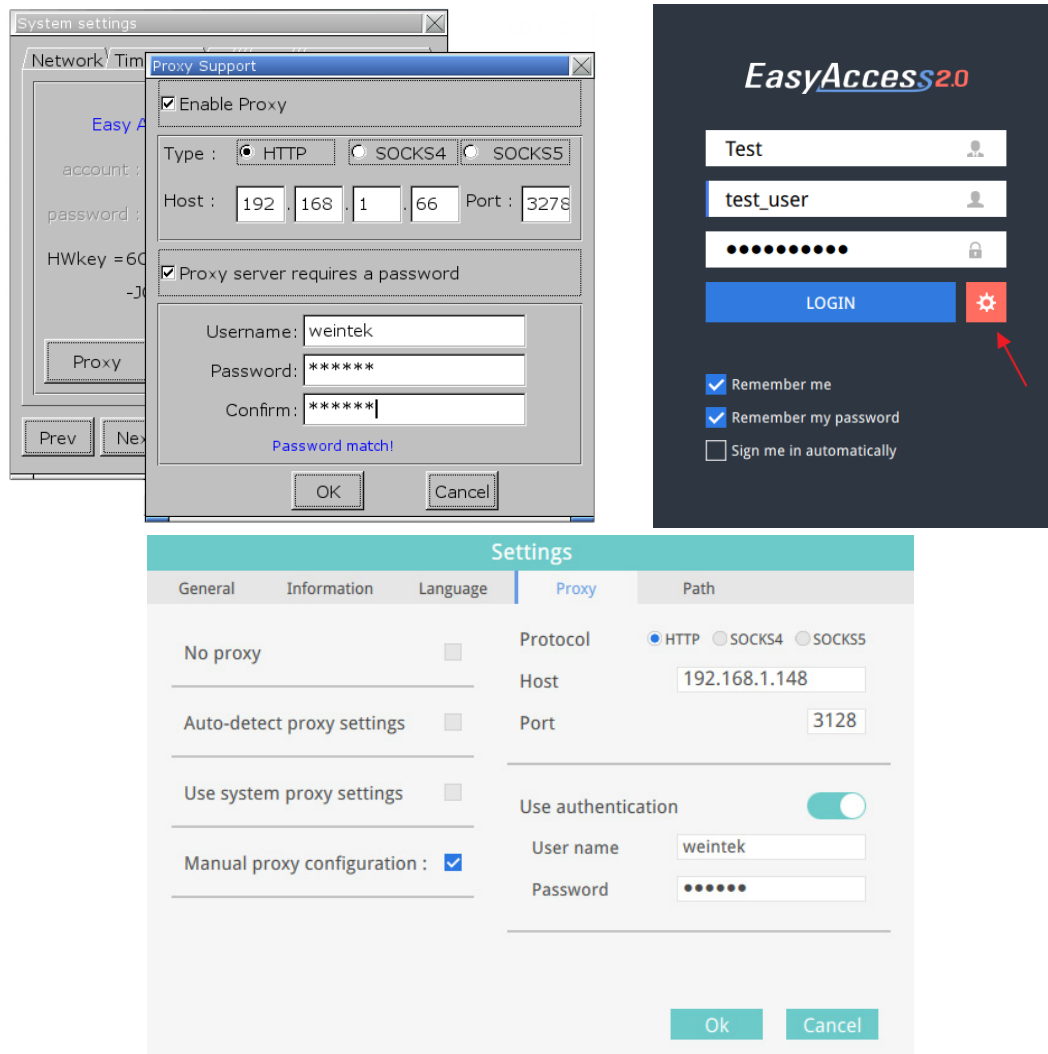 System settings
Network Tim
Easy A
account :
password :
HWkey =6
-J
Proxy
Prev Ne
Proxy Support
Enable Proxy
Type : HTTP SOCKS4 SOCKS5
Host : 192 . 168 . 1 . 66 Port : 3278
Proxy server requires a password
Username: weintek
Password: ******
Confirm: ******
Password match!
OK Cancel
EasyAccess2.0
Test
test_user
●●●●●●●●●●
LOGIN
Remember me
Remember my password
Sign me in automatically
Settings
General Information Language Proxy Path
No proxy
Auto-detect proxy settings
Use system proxy settings
Manual proxy configuration :
Protocol HTTP SOCKS4 SOCKS5
Host 192.168.1.148
Port 3128
Use authentication
User name weintek
Password ●●●●●●
Ok Cancel